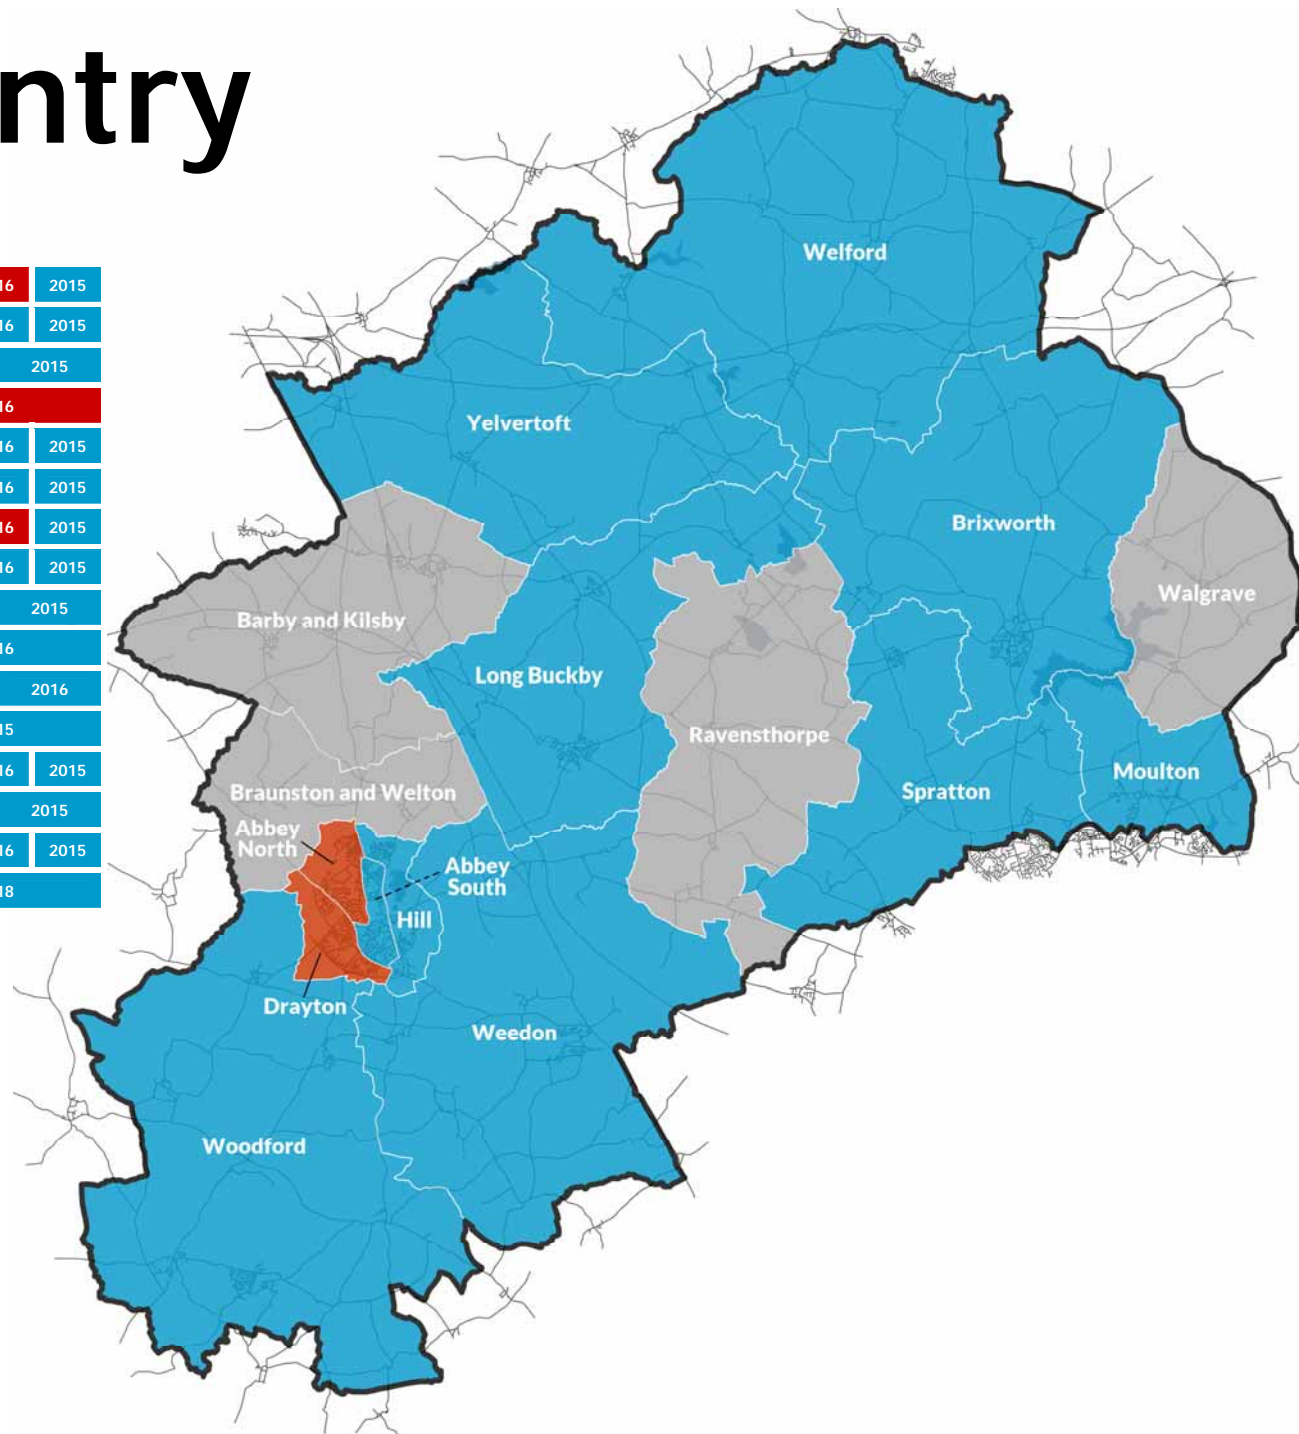 ntry
16 2015
16 2015
2015
16
16 2015
16 2015
16 2015
16 2015
2015
16
2016
15
16 2015
2015
16 2015
18
Welford
Yelvertoft
Brixworth
Walgrave
Barby and Kilsby
Long Buckby
Ravensthorpe
Moulton
Spratton
Braunston and Welton
Abbey
North
Abbey
South
Hill
Drayton
Weedon
Woodford